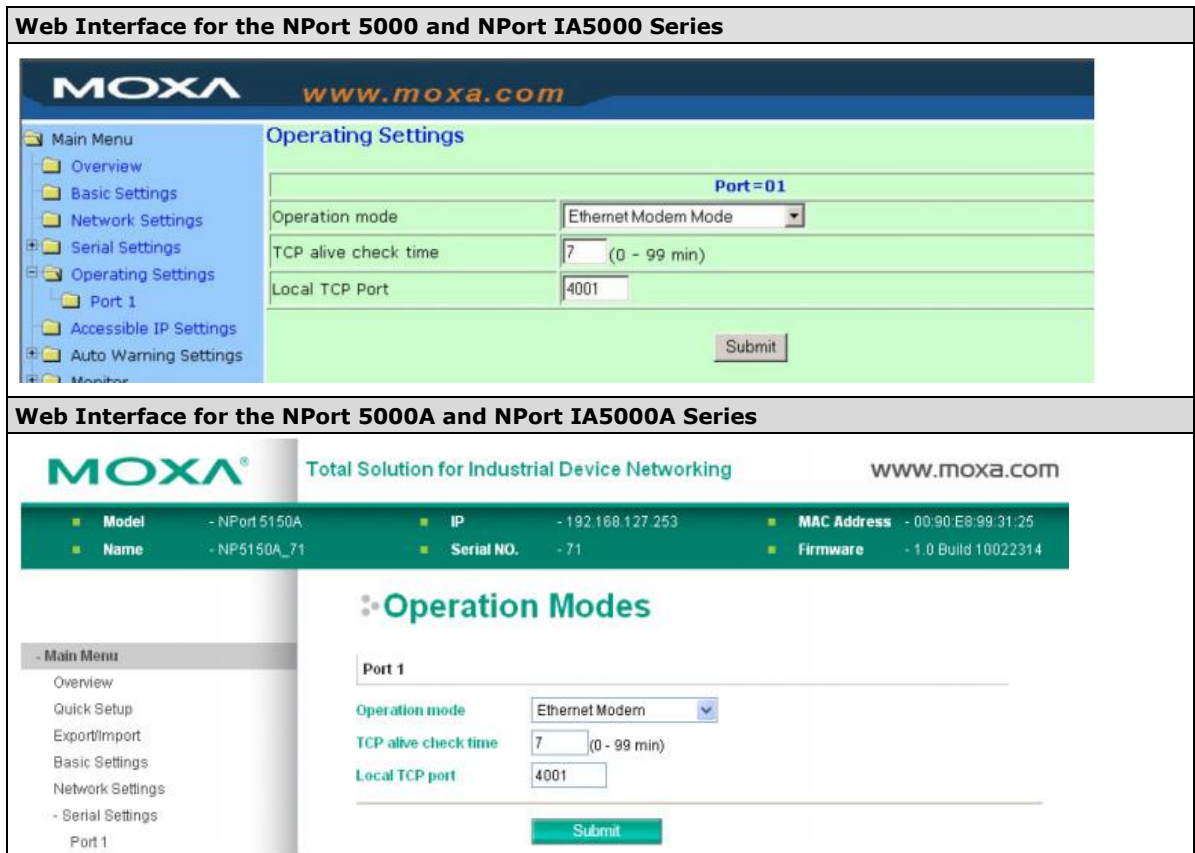 Web Interface for the NPort 5000 and NPort IA5000 Series
MOXA www.moxa.com
Main Menu
Overview
Basic Settings
Network Settings
Serial Settings
Operating Settings
Port 1
Accessible IP Settings
Auto Warning Settings
Monitor
Operating Settings
Port=01
Operation mode Ethernet Modem Mode
TCP alive check time 7 (0 - 99 min)
Local TCP Port 4001
Submit
Web Interface for the NPort 5000A and NPort IA5000A Series
MOXA® Total Solution for Industrial Device Networking www.moxa.com
Model - NPort 5150A IP - 192.168.127.253 MAC Address - 00:90:E8:99:31:25
Name - NP5150A_71 Serial NO. - 71 Firmware - 1.0 Build 10022314
- Main Menu
Overview
Quick Setup
Export/Import
Basic Settings
Network Settings
- Serial Settings
Port 1
Operation Modes
Port 1
Operation mode Ethernet Modem
TCP alive check time 7 (0 - 99 min)
Local TCP port 4001
Submit